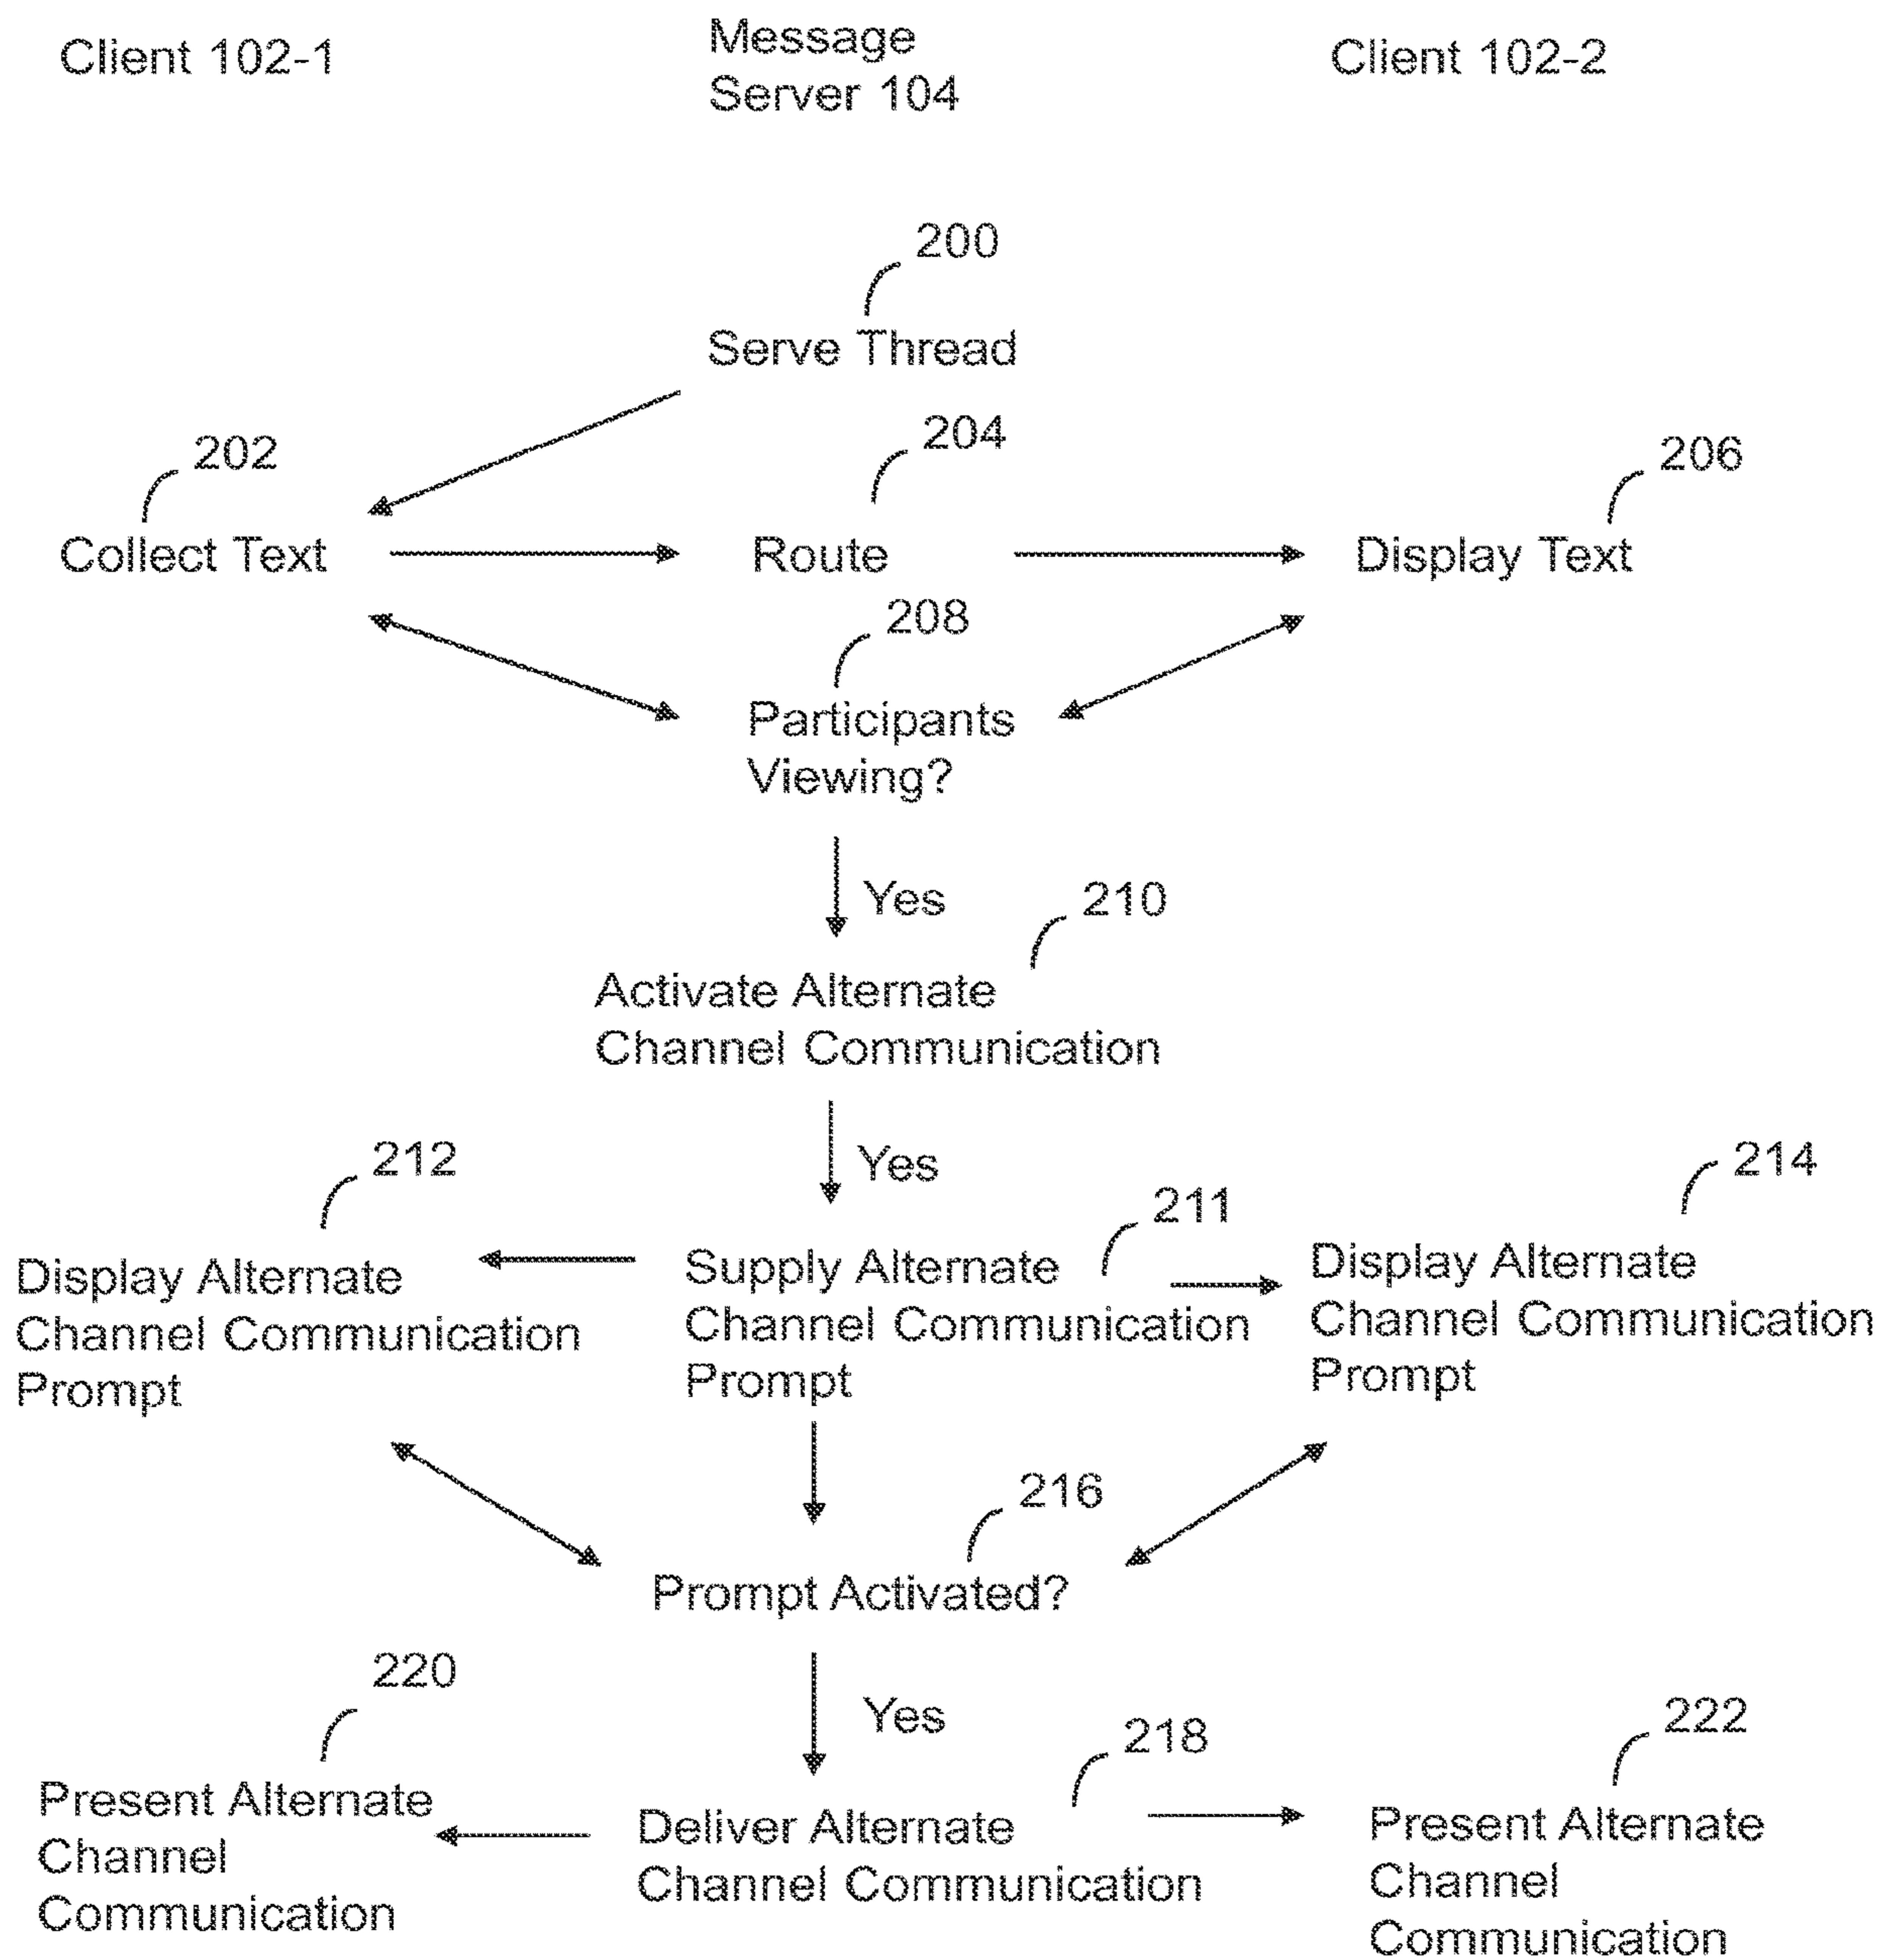 Client 102-1
Message
Server 104
Client 102-2
200
Serve Thread
202
204
206
Collect Text
Route
Display Text
208
Participants
Viewing?
Yes
210
Activate Alternate
Channel Communication
Yes
212
211
214
Display Alternate
Channel Communication
Prompt
Supply Alternate
Channel Communication
Prompt
Display Alternate
Channel Communication
Prompt
216
Prompt Activated?
Yes
220
218
222
Present Alternate
Channel
Communication
Deliver Alternate
Channel Communication
Present Alternate
Channel
Communication